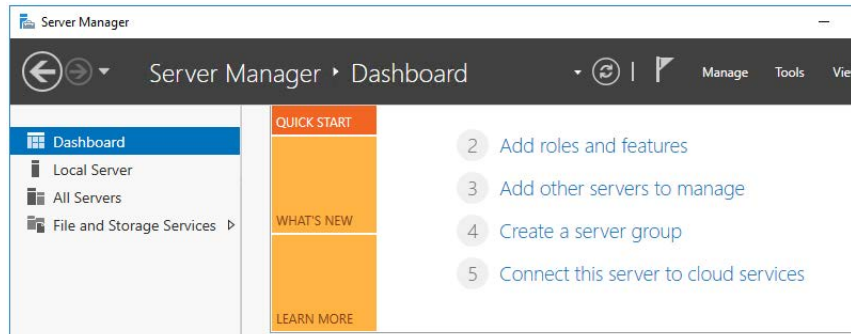 Server Manager
Server Manager ‣ Dashboard
Manage Tools
Dashboard
Local Server
All Servers
File and Storage Services
QUICK START
WHAT'S NEW
LEARN MORE
2 Add roles and features
3 Add other servers to manage
4 Create a server group
5 Connect this server to cloud services